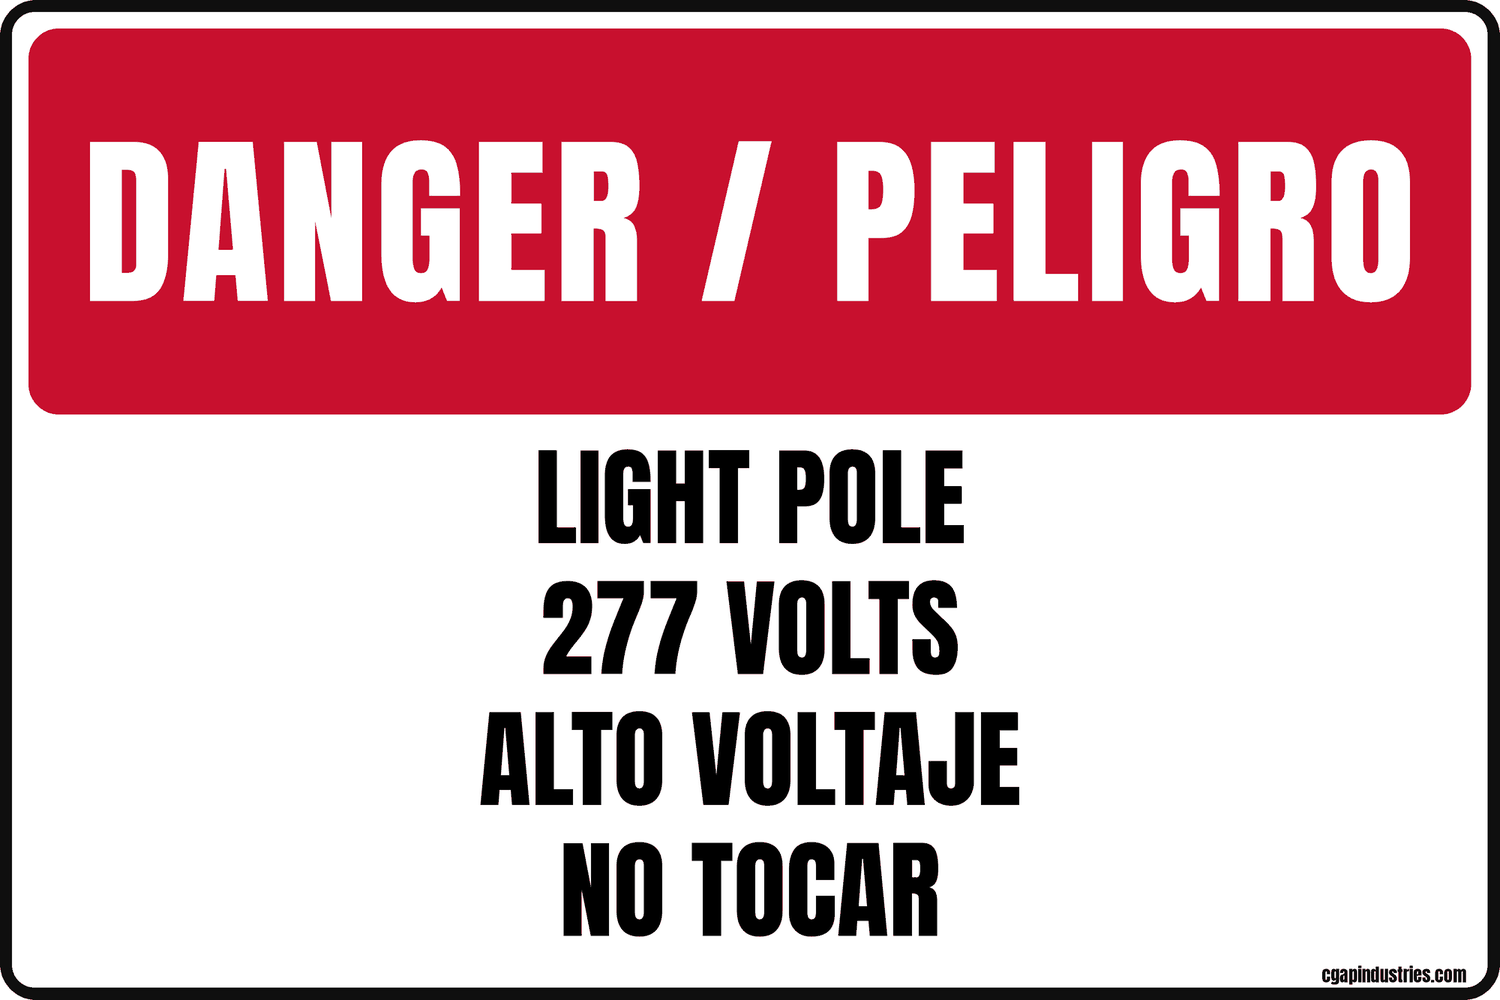 DANGER / PELIGRO
LIGHT POLE
277 VOLTS
ALTO VOLTAJE
NO TOCAR
cgapindustries.com